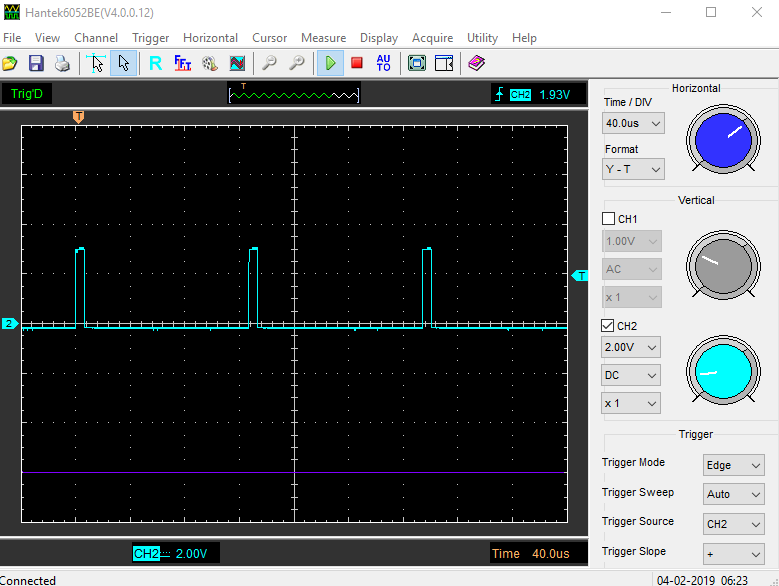 Hantek6052BE(V4.0.0.12)
File View Channel Trigger Horizontal Cursor Measure Display Acquire Utility Help
R FFT AU TO
Trig'D T CH2 1.93V
Horizontal
Time / DIV
40.0us
Format
Y - T
Vertical
CH1
1.00V
AC
x 1
CH2
2.00V
DC
x 1
Trigger
Trigger Mode Edge
Trigger Sweep Auto
Trigger Source CH2
Trigger Slope +
T
T
2
CH2 2.00V Time 40.0us
Connected 04-02-2019 06:23